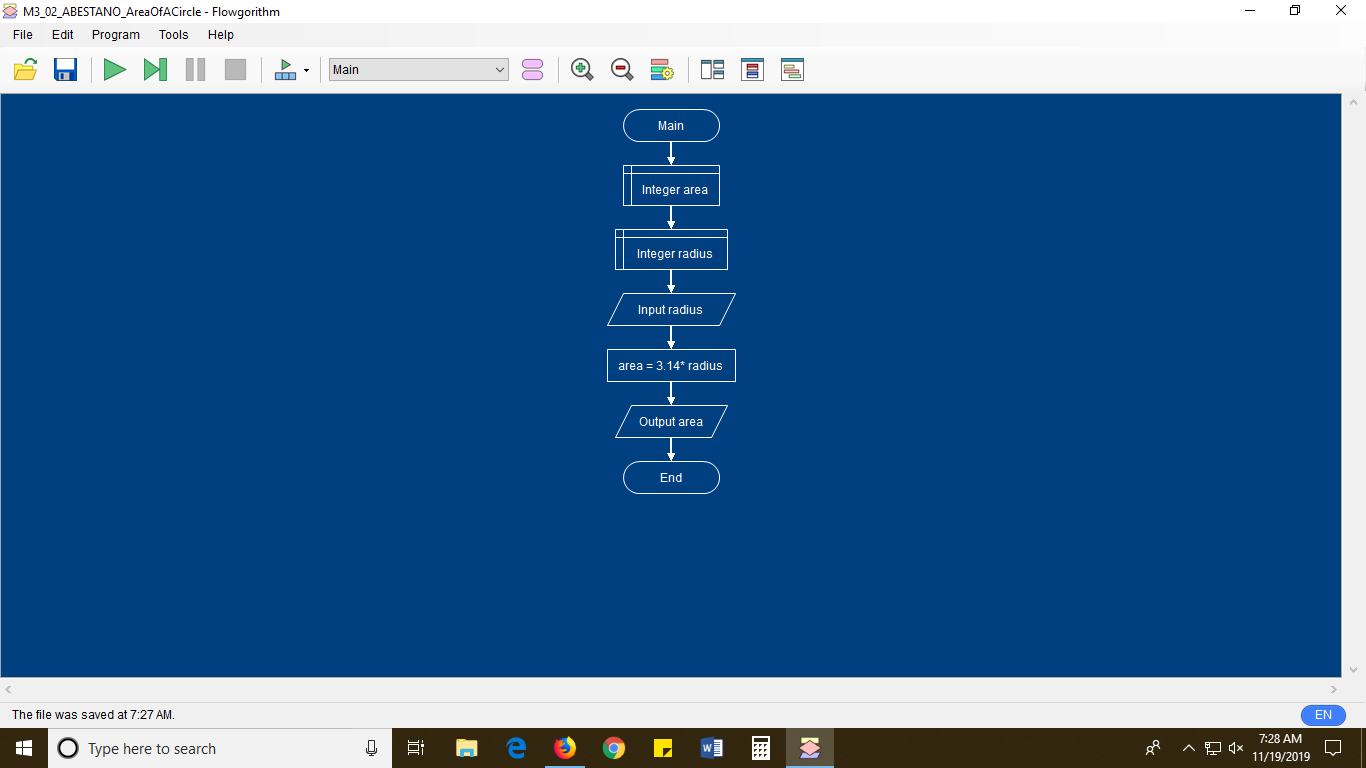 M3_02_ABESTANO_AreaOfACircle - Flowgorithm
File Edit Program Tools Help
Main
Main
Integer area
Integer radius
Input radius
area = 3.14* radius
Output area
End
The file was saved at 7:27 AM.
EN
Type here to search
7:28 AM
11/19/2019